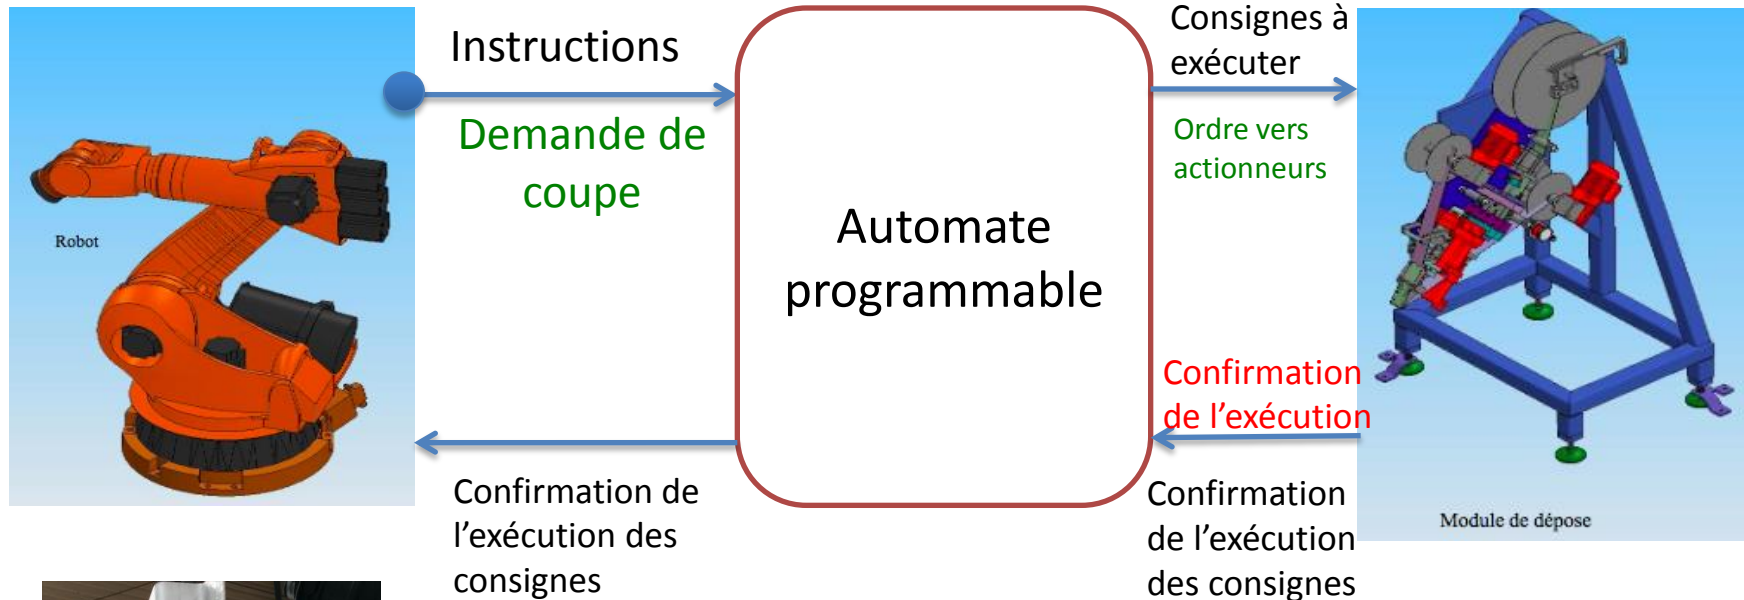 Instructions
Demande de
coupe
Robot
Confirmation de
l’exécution des
consignes
Automate
programmable
Consignes à
exécuter
Ordre vers
actionneurs
Confirmation
de l’exécution
Confirmation
de l’exécution
des consignes
Module de dépose